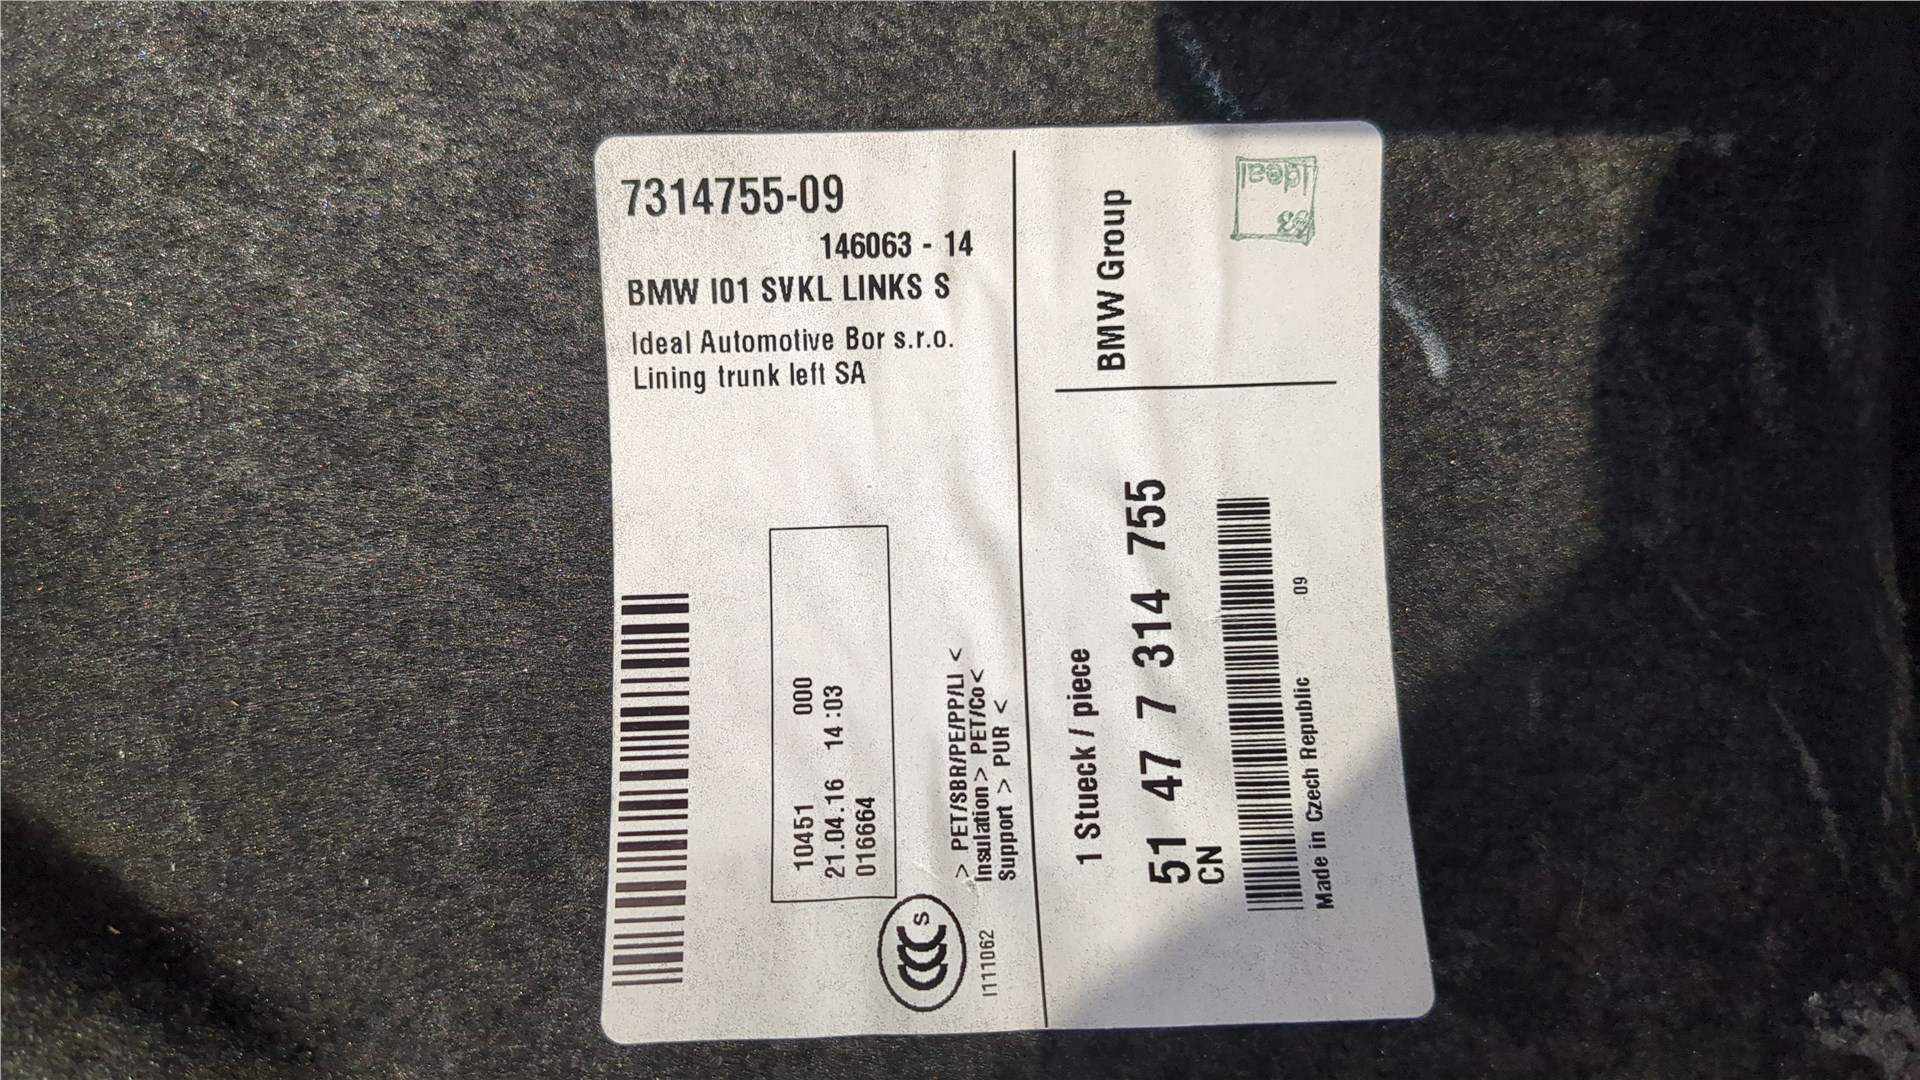 7314755-09
146063 - 14
BMW I01 SVKL LINKS S
Ideal Automotive Bor s.r.o.
Lining trunk left SA
10451 000
21.04.16 14:03
016664
CCC S
I111062
> PET/SBR/PE/PP/LI <
Insulation > PET/Co <
Support > PUR <
BMW Group
Ideal
1 Stueck / piece
51 47 7 314 755
CN
Made in Czech Republic 09